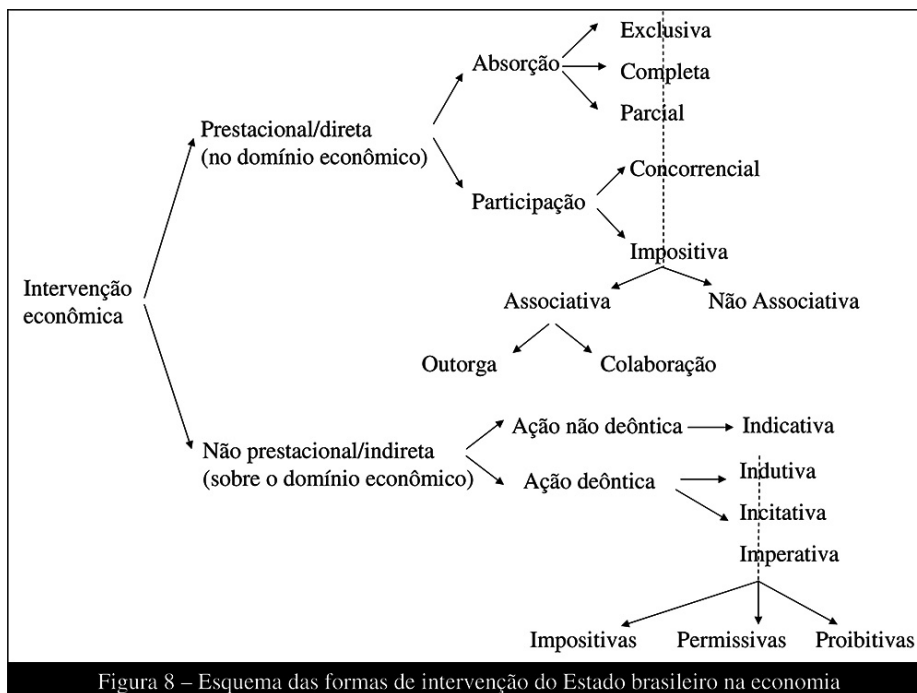 Exclusiva
Absorção
Completa
Parcial
Prestacional/direta
(no domínio econômico)
Concorrencial
Participação
Impositiva
Intervenção
econômica
Associativa
Não Associativa
Outorga
Colaboração
Ação não deôntica
Indicativa
Não prestacional/indireta
(sobre o domínio econômico)
Indutiva
Ação deôntica
Incitativa
Imperativa
Impositivas
Permissivas
Proibitivas
Figura 8 – Esquema das formas de intervenção do Estado brasileiro na economia